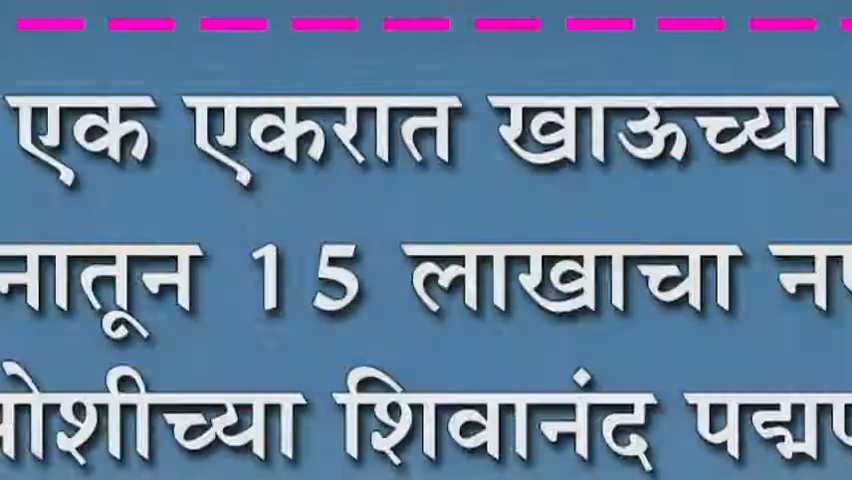 एक एकरात खाऊच्या
नातून 15 लाखाचा
शिवानंद